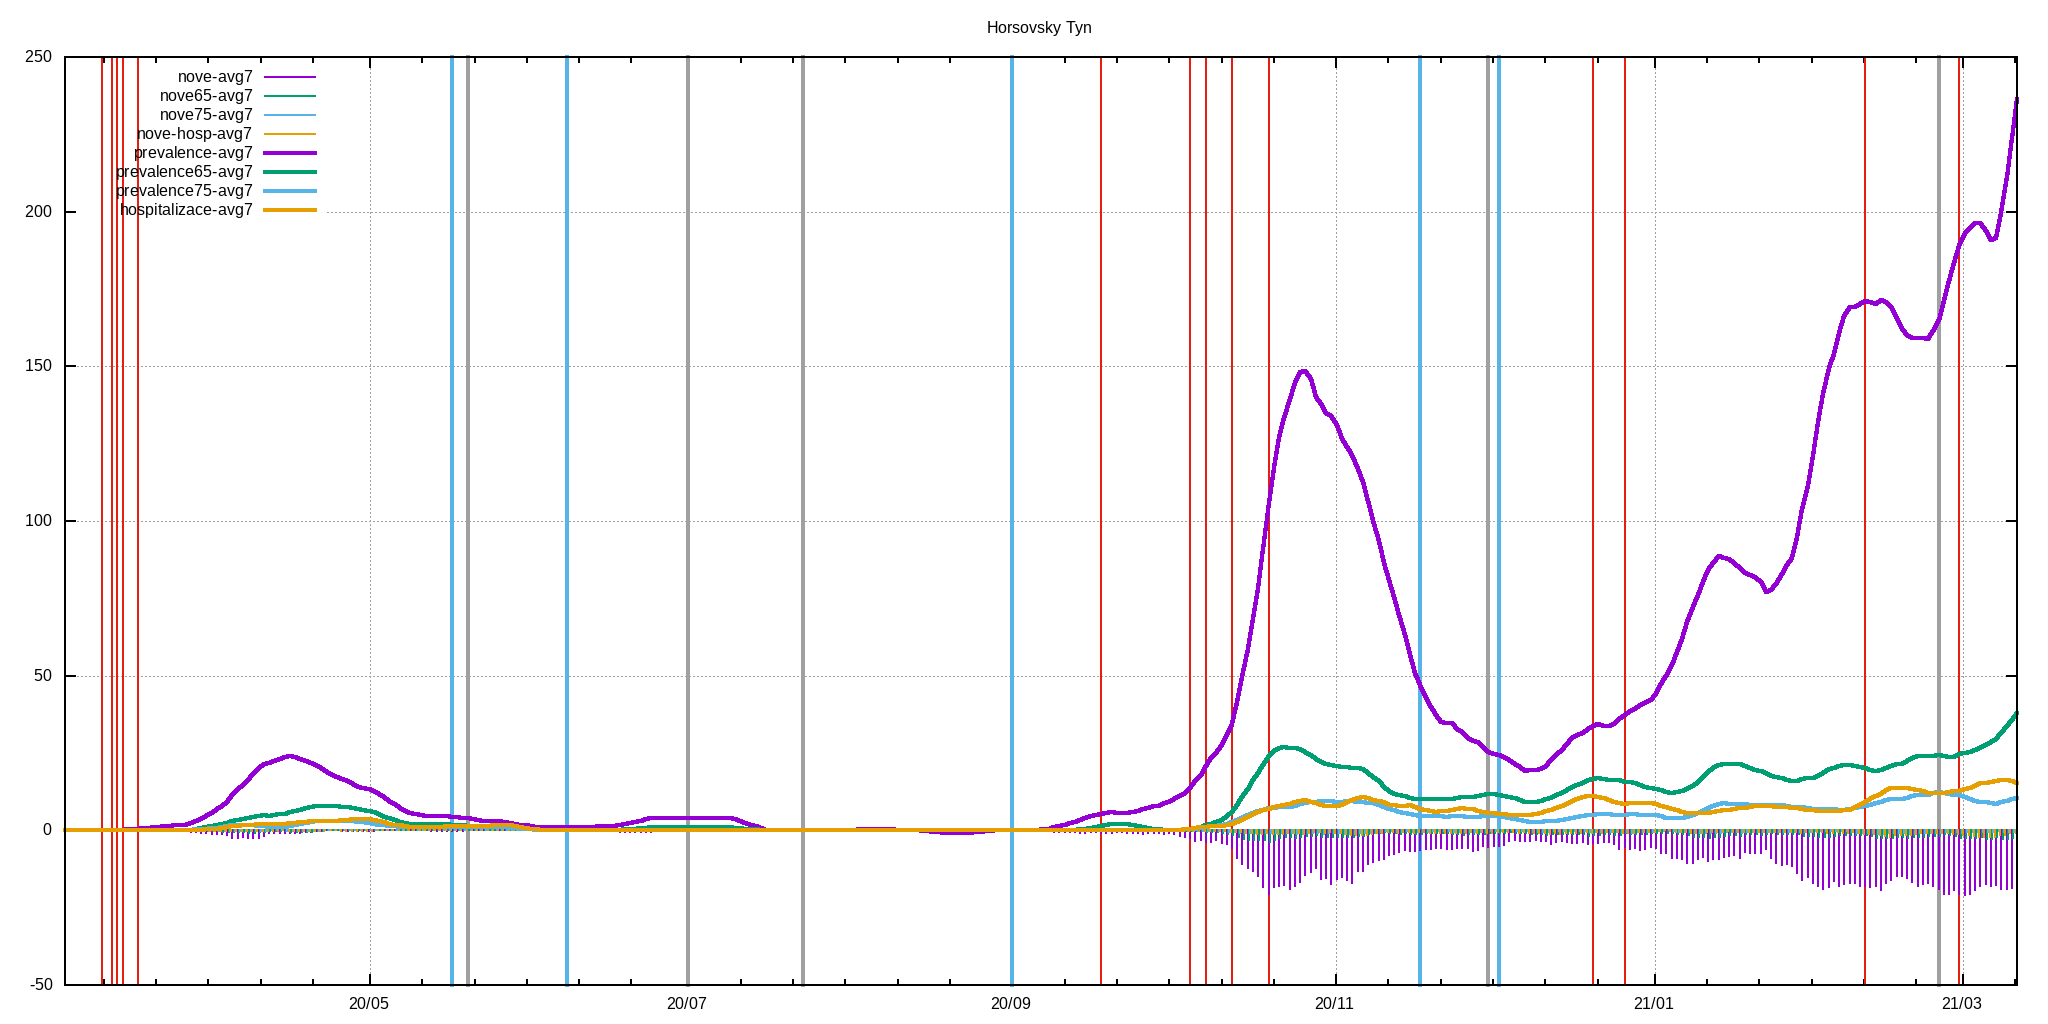 Horsovsky Tyn
250
200
150
100
50
0
-50
nove-avg7
nove65-avg7
nove75-avg7
nove-hosp-avg7
prevalence-avg7
prevalence65-avg7
prevalence75-avg7
hospitalizace-avg7
20/05 20/07 20/09 20/11 21/01 21/03